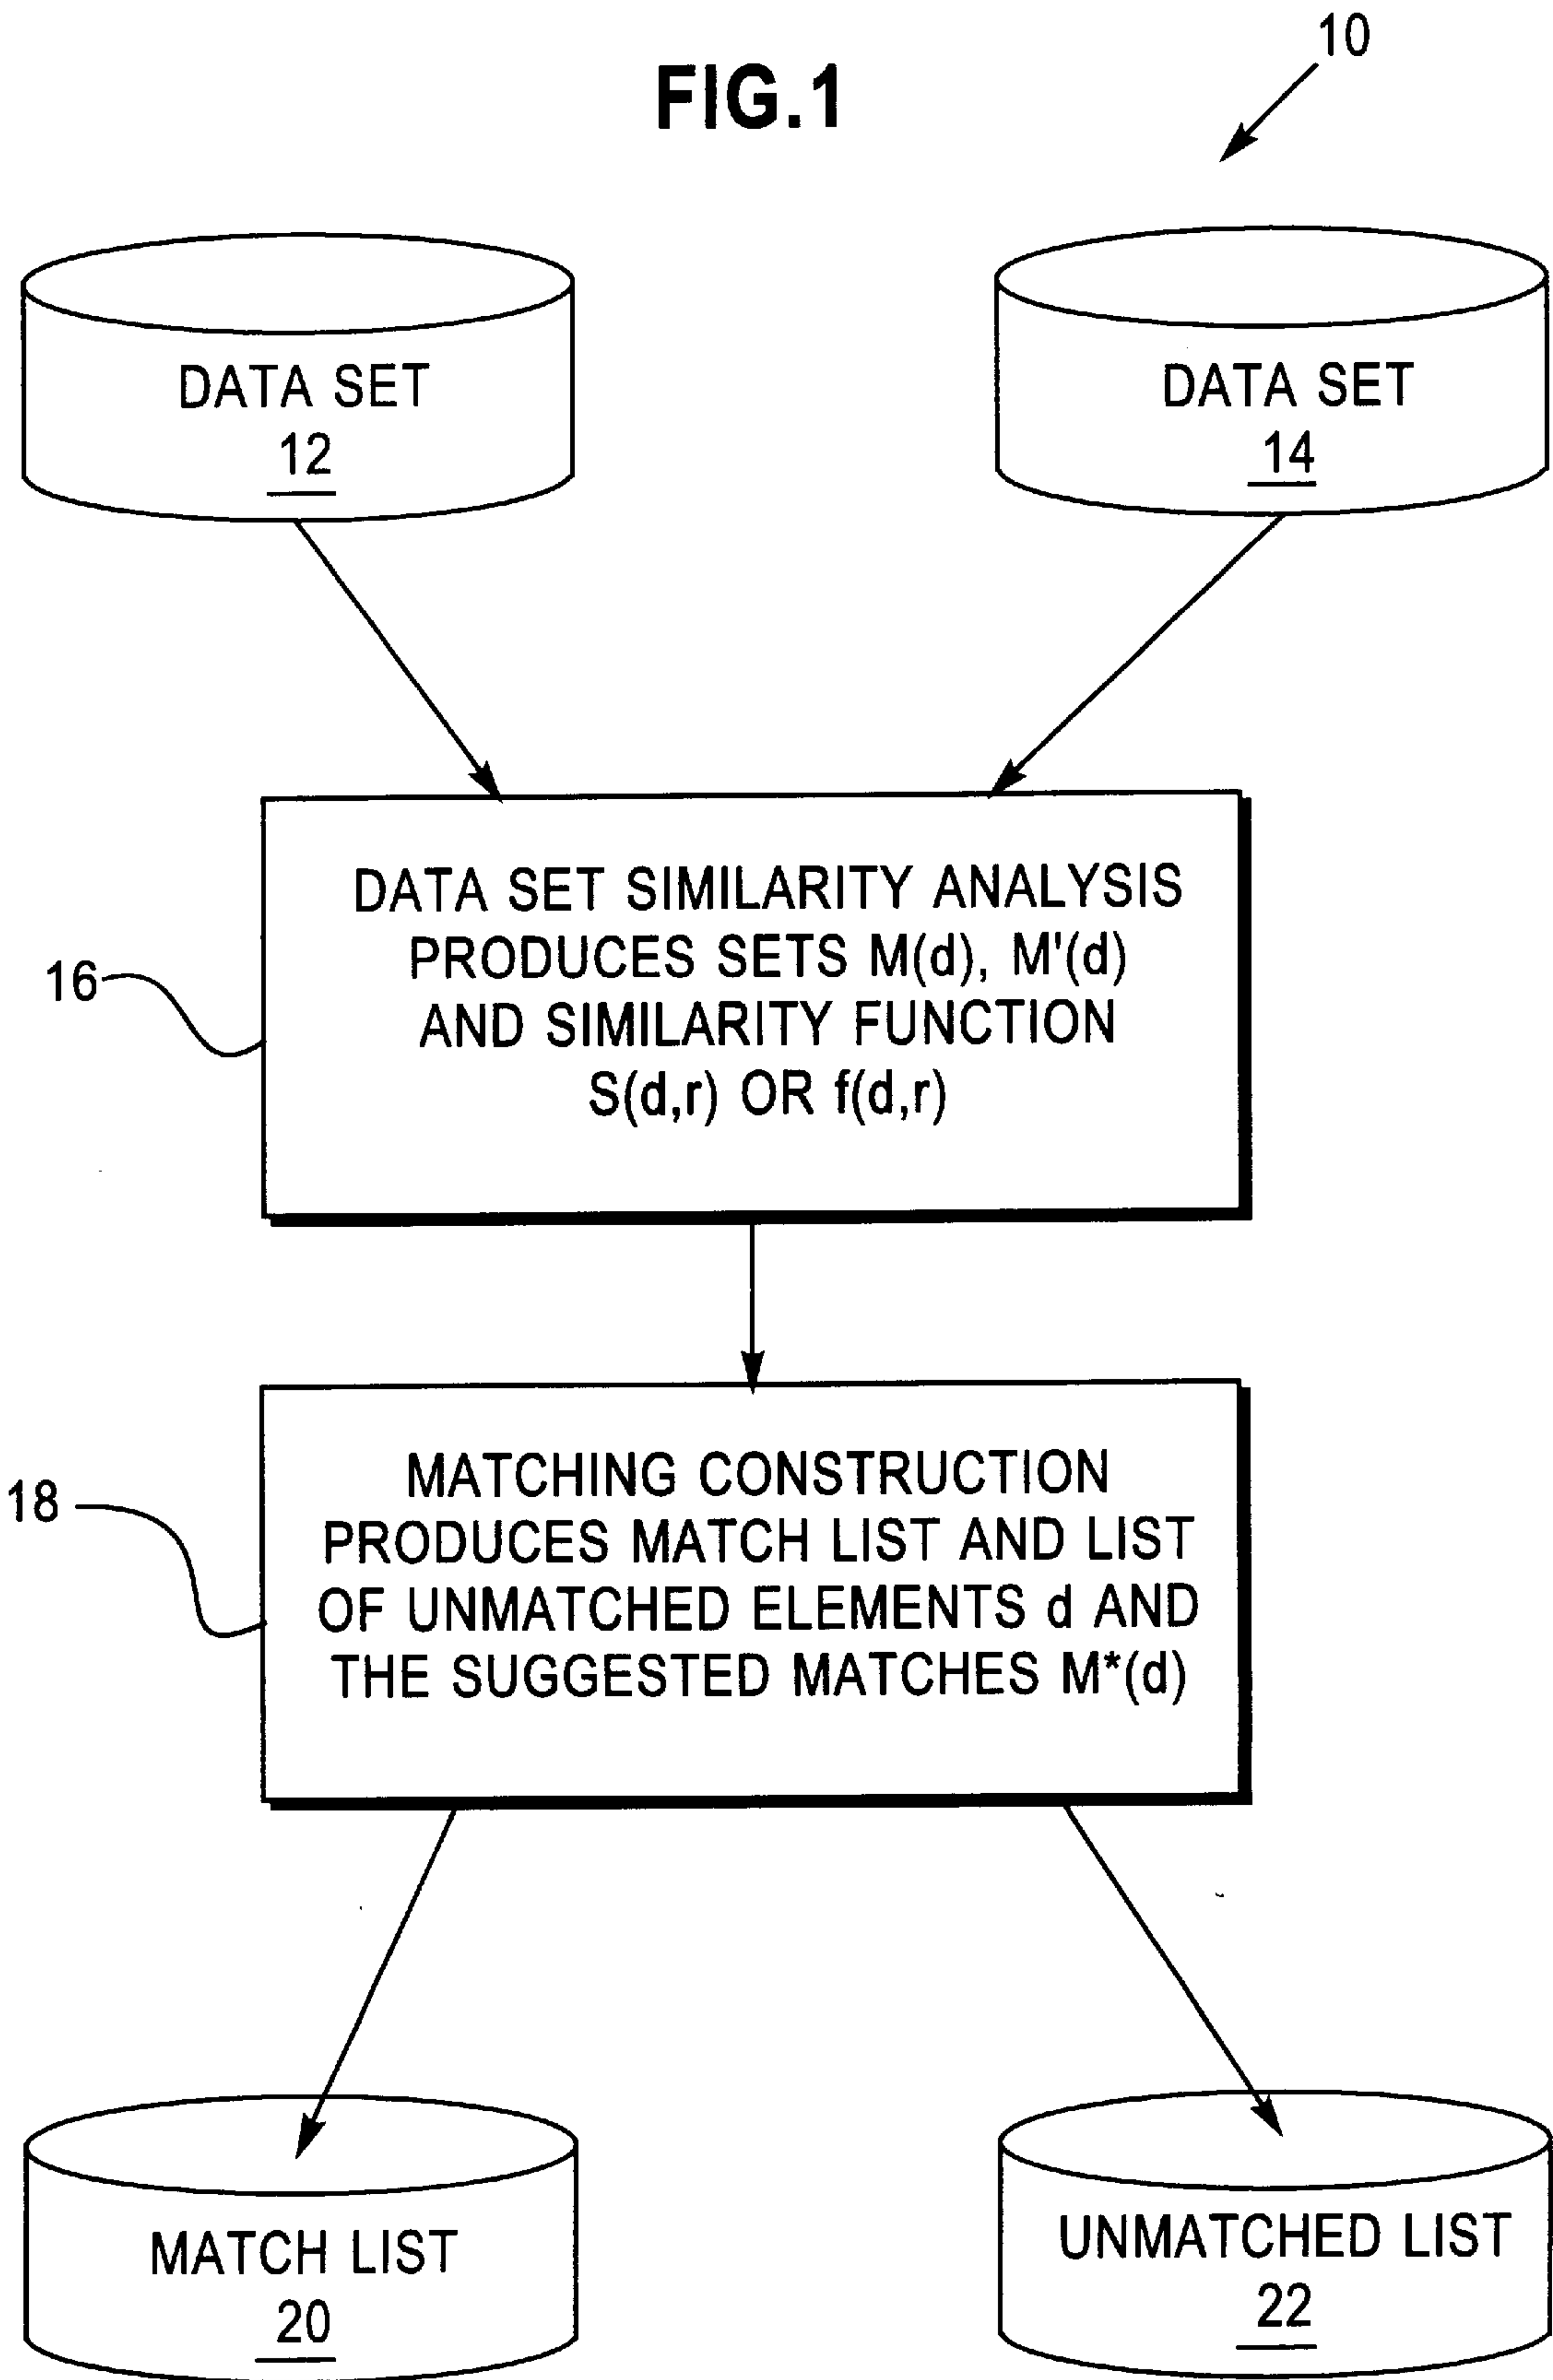 FIG.1
10
DATA SET
12
DATA SET
14
DATA SET SIMILARITY ANALYSIS
PRODUCES SETS M(d), M'(d)
AND SIMILARITY FUNCTION
S(d,r) OR f(d,r)
16
MATCHING CONSTRUCTION
PRODUCES MATCH LIST AND LIST
OF UNMATCHED ELEMENTS d AND
THE SUGGESTED MATCHES M*(d)
18
MATCH LIST
20
UNMATCHED LIST
22